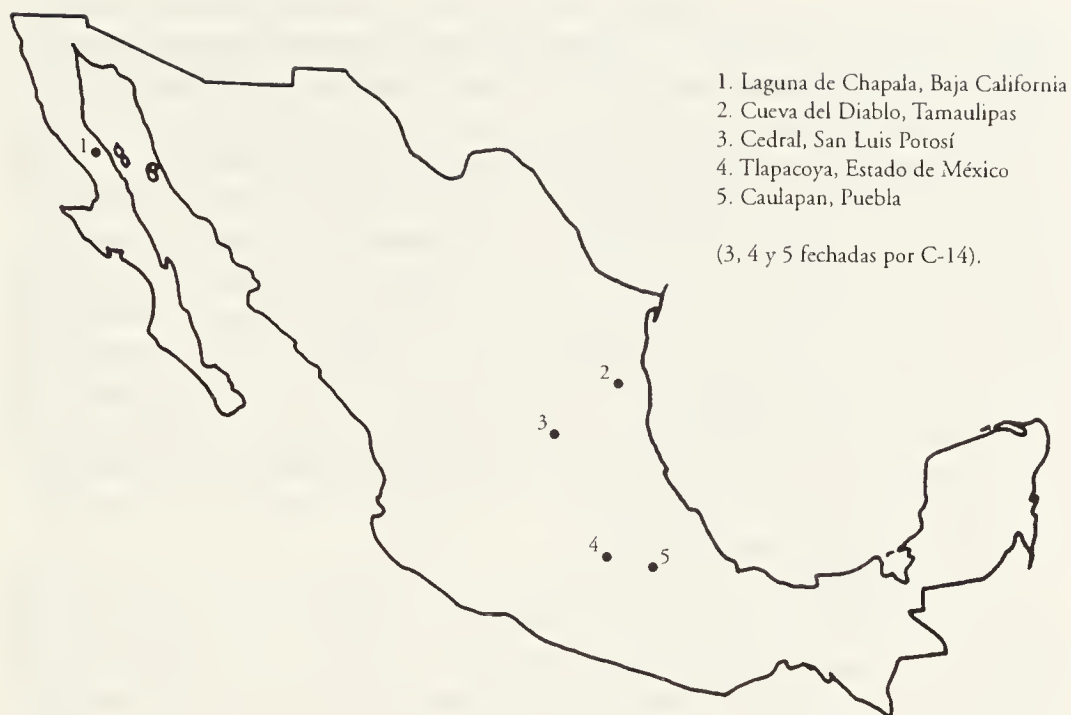 1. Laguna de Chapala, Baja California
2. Cueva del Diablo, Tamaulipas
3. Cedral, San Luis Potosí
4. Tlapacoya, Estado de México
5. Caulapan, Puebla
(3, 4 y 5 fechadas por C-14).
1
2
3
4
5